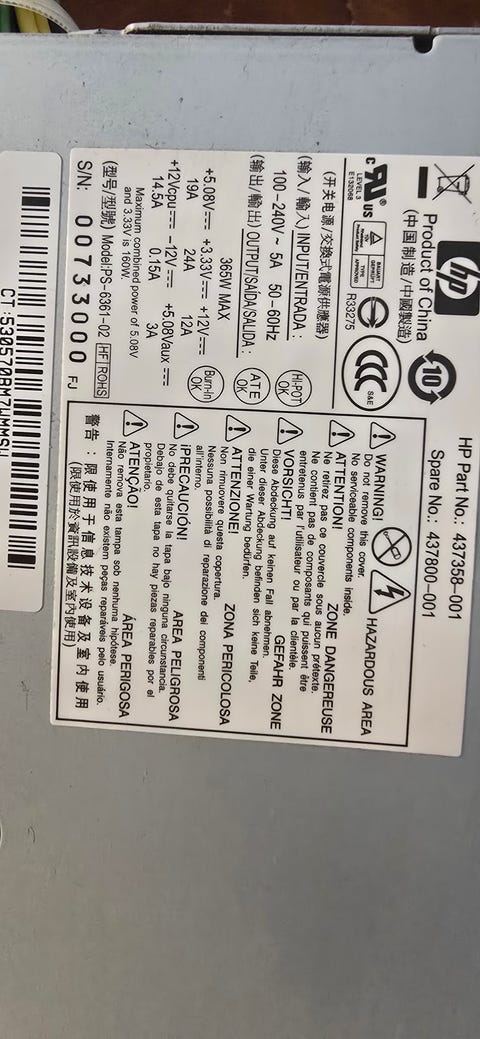 hp
HP Part No.: 437358-001
Spare No.: 437800-001
Product of China
(中国制造/中國製造)
10
c UL US
LEVEL 3
E132068
BAUART
GEPRÜFT
TYPE
APPROVED
R33275
CCC
S&E
(开关电源/交換式電源供應器)
(输入/輸入) INPUT/ENTRADA :
100-240V~ 5A 50-60Hz
(输出/輸出) OUTPUT/SAÍDA/SALIDA :
365W MAX
+5.08V⎓ +3.33V⎓ +12V⎓
19A 24A 12A
+12Vcpu⎓ -12V⎓ +5.08Vaux⎓
14.5A 0.15A 3A
Maximum combined power of 5.08V
and 3.33V is 160W.
HI-POT OK
ATE OK
Burn-In OK
(型号/型號) Model:PS-6361-02 HF ROHS
S/N: 00733000 FJ
WARNING! HAZARDOUS AREA
Do not remove this cover.
No serviceable components inside.
ATTENTION! ZONE DANGEREUSE
Ne retirez pas ce couvercle sous aucun prétexte.
Ne contient pas de composants qui puissent être
entretenus par l'utilisateur ou par la clientèle.
VORSICHT! GEFAHR ZONE
Diese Abdeckung auf keinen Fall abnehmen.
Unter dieser Abdeckung befinden sich keine Teile,
die einer Wartung bedürfen.
ATTENZIONE! ZONA PERICOLOSA
Non rimuovere questa copertura.
Nessuna possibilità di reparazione dei componenti
all'interno.
¡PRECAUCIÓN! ÁREA PELIGROSA
No debe quitarse la tapa bajo ninguna circunstancia.
Debajo de esta tapa no hay piezas reparables por el
propietario.
ATENÇÃO! ÁREA PERIGOSA
Não remova esta tampa sob nenhuma hipótese.
Internamente não existem peças reparáveis pelo usuário.
警告 : 限使用于信息技术设备及室内使用
(限使用於資訊設備及室內使用)